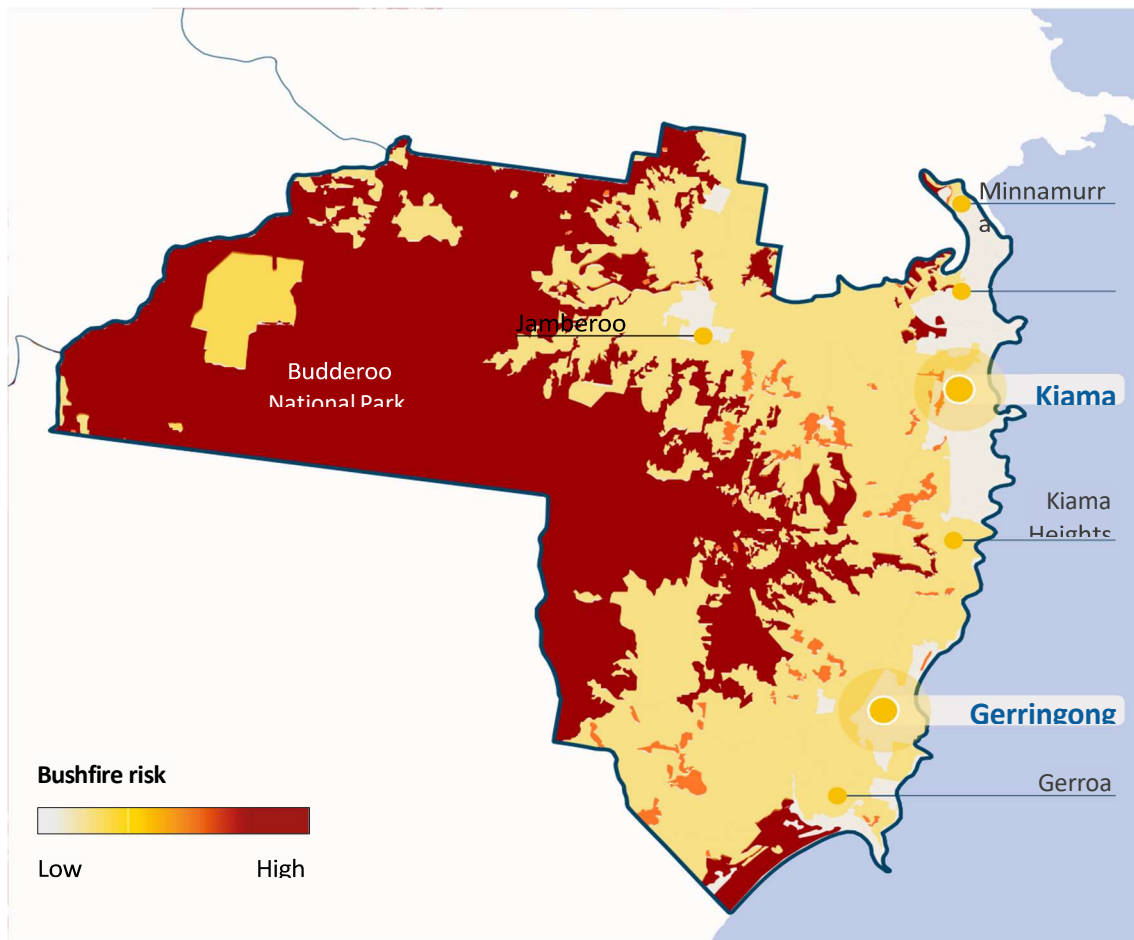 Minnamurr
a
Jamberoo
Budderoo
National Park
Kiama
Kiama
Heights
Gerringong
Bushfire risk
Gerroa
Low
High